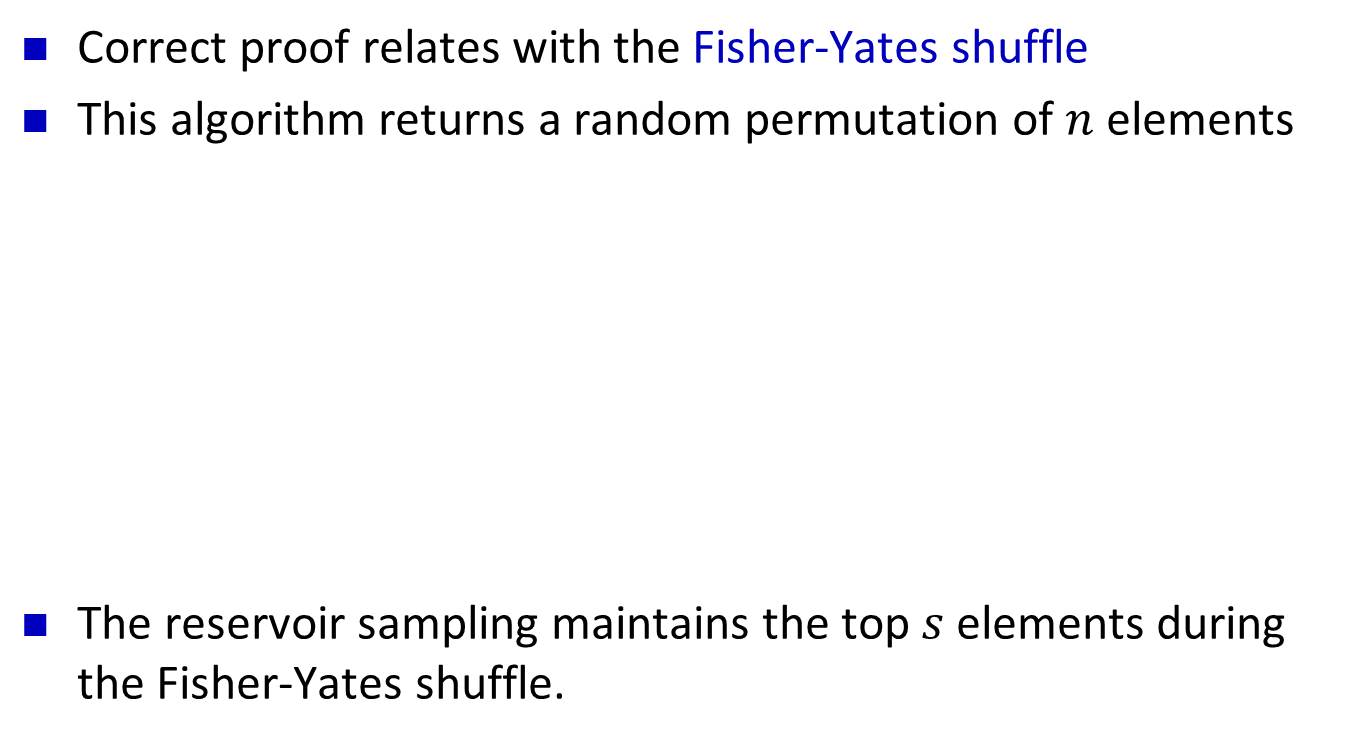 Correct proof relates with the Fisher-Yates shuffle
This algorithm returns a random permutation of n elements
The reservoir sampling maintains the top s elements during
the Fisher-Yates shuffle.